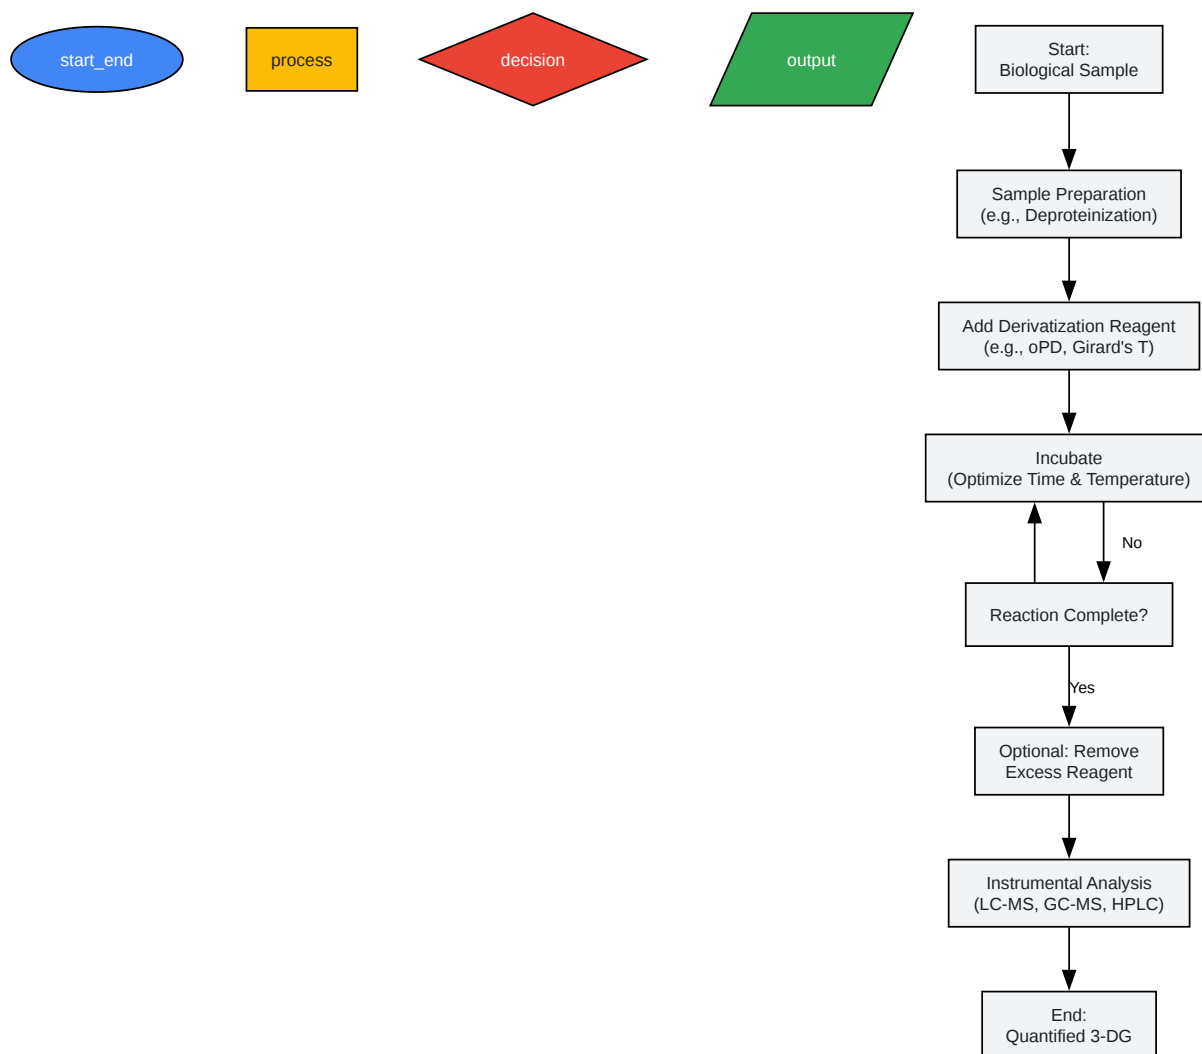 start_end
process
decision
output
Start:
Biological Sample
Sample Preparation
(e.g., Deproteinization)
Add Derivatization Reagent
(e.g., oPD, Girard's T)
Incubate
(Optimize Time & Temperature)
No
Reaction Complete?
Yes
Optional: Remove
Excess Reagent
Instrumental Analysis
(LC-MS, GC-MS, HPLC)
End:
Quantified 3-DG